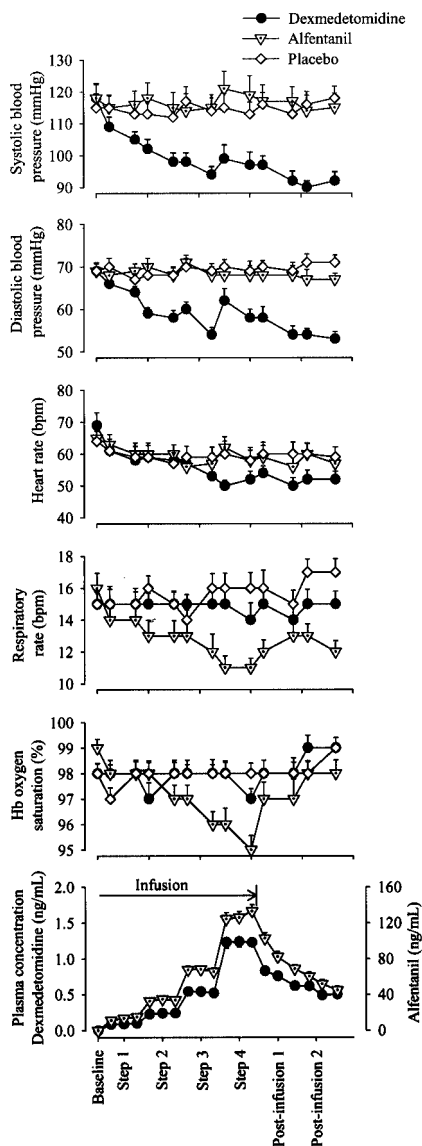 Dexmedetomidine
Alfentanil
Placebo
Systolic blood
pressure (mmHg)
130
120
110
100
90
Diastolic blood
pressure (mmHg)
80
70
60
50
Heart rate (bpm)
80
70
60
50
40
Respiratory
rate (bpm)
18
16
14
12
10
Hb oxygen
saturation (%)
100
99
98
97
96
95
Plasma concentration
Dexmedetomidine (ng/mL)
2.0
1.5
1.0
0.5
0.0
Infusion
160
120
80
40
0
Alfentanil (ng/mL)
Baseline
Step 1
Step 2
Step 3
Step 4
Post-infusion 1
Post-infusion 2